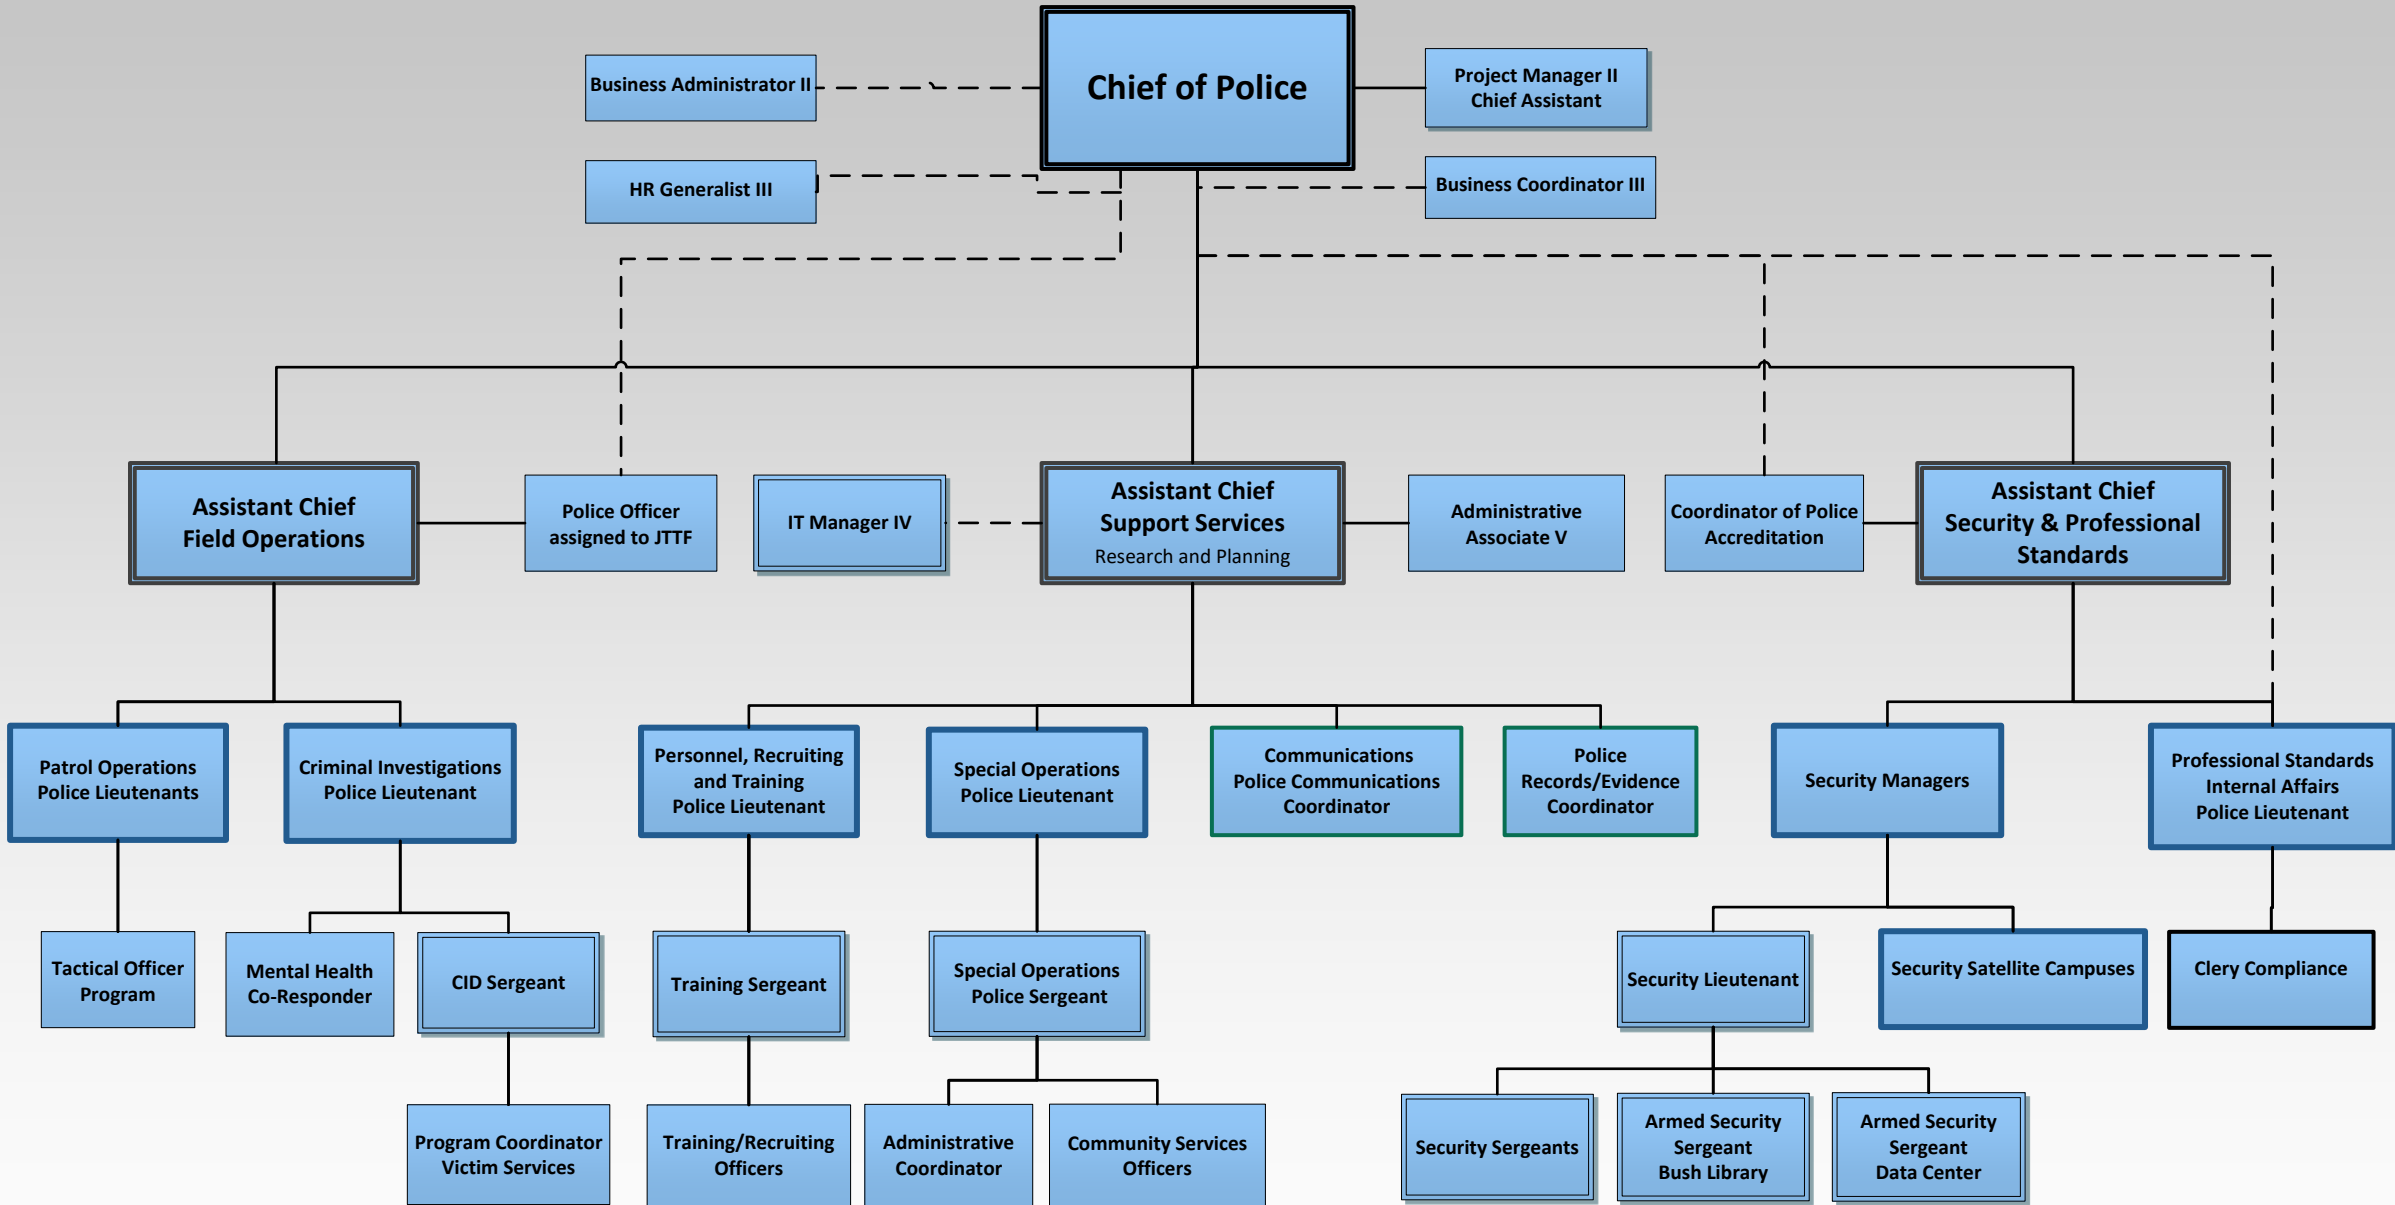 Chief of Police
Business Administrator II
Project Manager II
Chief Assistant
HR Generalist III
Business Coordinator III
Assistant Chief
Field Operations
Police Officer
assigned to JTTF
IT Manager IV
Assistant Chief
Support Services
Research and Planning
Administrative
Associate V
Coordinator of Police
Accreditation
Assistant Chief
Security & Professional
Standards
Patrol Operations
Police Lieutenants
Criminal Investigations
Police Lieutenant
Personnel, Recruiting
and Training
Police Lieutenant
Special Operations
Police Lieutenant
Communications
Police Communications
Coordinator
Police
Records/Evidence
Coordinator
Security Managers
Professional Standards
Internal Affairs
Police Lieutenant
Tactical Officer
Program
Mental Health
Co-Responder
CID Sergeant
Training Sergeant
Special Operations
Police Sergeant
Security Lieutenant
Security Satellite Campuses
Clery Compliance
Program Coordinator
Victim Services
Training/Recruiting
Officers
Administrative
Coordinator
Community Services
Officers
Security Sergeants
Armed Security
Sergeant
Bush Library
Armed Security
Sergeant
Data Center